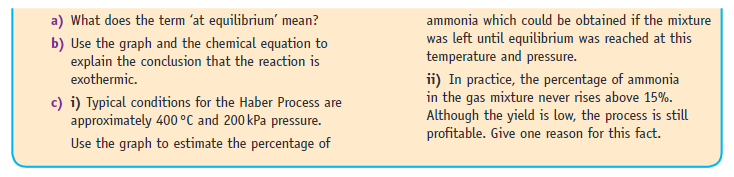 a) What does the term ‘at equilibrium’ mean?
b) Use the graph and the chemical equation to
explain the conclusion that the reaction is
exothermic.
c) i) Typical conditions for the Haber Process are
approximately 400 °C and 200 kPa pressure.
Use the graph to estimate the percentage of
ammonia which could be obtained if the mixture
was left until equilibrium was reached at this
temperature and pressure.
ii) In practice, the percentage of ammonia
in the gas mixture never rises above 15%.
Although the yield is low, the process is still
profitable. Give one reason for this fact.